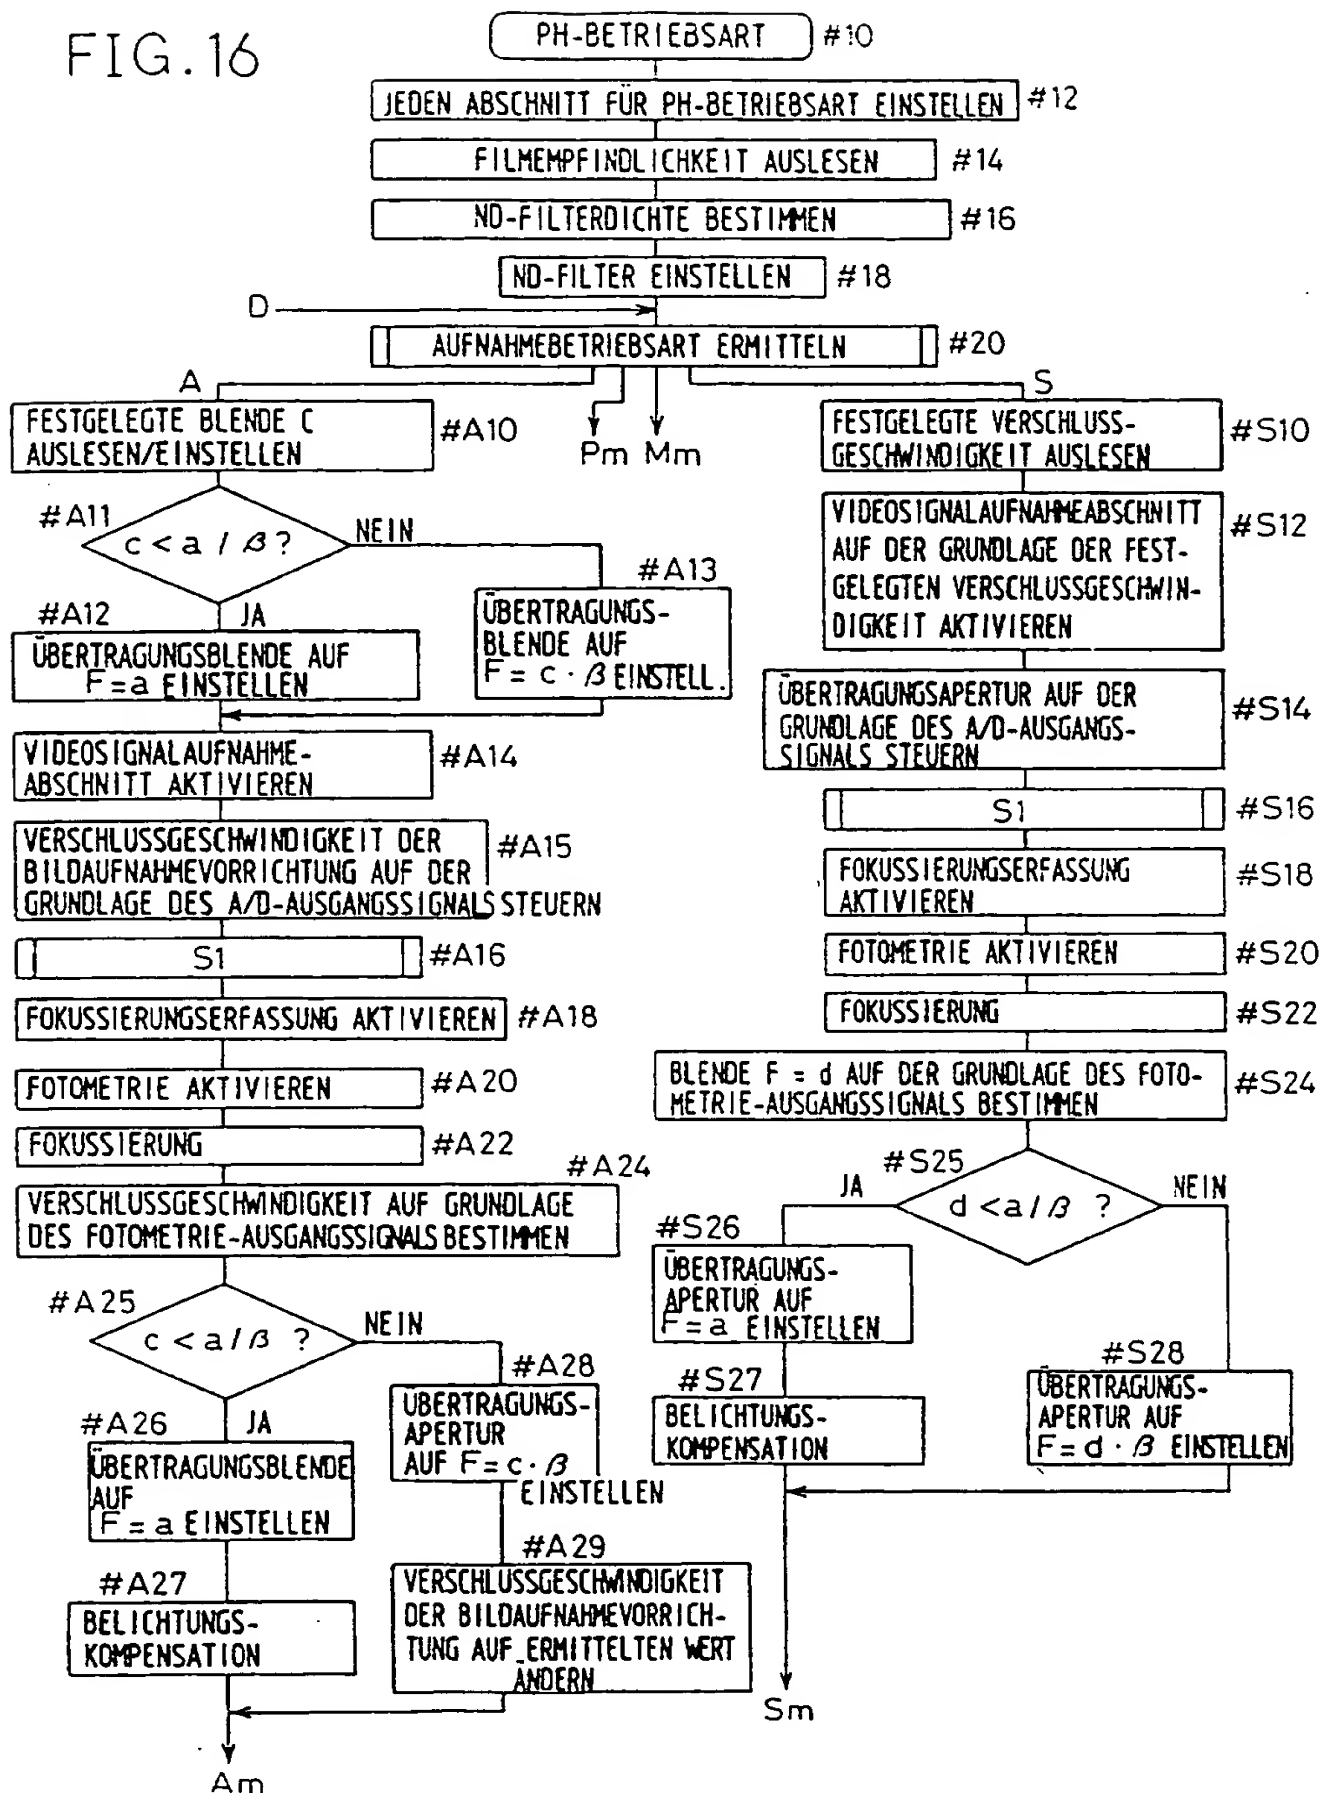 FIG.16
PH-BETRIEBSART #10
JEDEN ABSCHNITT FÜR PH-BETRIEBSART EINSTELLEN #12
FILMEMPFINDLICHKEIT AUSLESEN #14
ND-FILTERDICHTE BESTIMMEN #16
ND-FILTER EINSTELLEN #18
D
AUFNAHMEBETRIEBSART ERMITTELN #20
A
Pm Mm
S
FESTGELEGTE BLENDE C
AUSLESEN/EINSTELLEN
#A10
#A11
c < a / β ?
NEIN
JA
#A12
ÜBERTRAGUNGSBLENDE AUF
F = a EINSTELLEN
#A13
ÜBERTRAGUNGS-
BLENDE AUF
F = c · β EINSTELL.
VIDEOSIGNALAUFNAHME-
ABSCHNITT AKTIVIEREN
#A14
VERSCHLUSSGESCHWINDIGKEIT DER
BILDAUFNAHMEVORRICHTUNG AUF DER
GRUNDLAGE DES A/D-AUSGANGSSIGNALS STEUERN
#A15
S1 #A16
FOKUSSIERUNGSERFASSUNG AKTIVIEREN #A18
FOTOMETRIE AKTIVIEREN #A20
FOKUSSIERUNG #A22
#A24
VERSCHLUSSGESCHWINDIGKEIT AUF GRUNDLAGE
DES FOTOMETRIE-AUSGANGSSIGNALS BESTIMMEN
#A25
c < a / β ?
NEIN
JA
#A26
ÜBERTRAGUNGSBLENDE
AUF
F = a EINSTELLEN
#A27
BELICHTUNGS-
KOMPENSATION
#A28
ÜBERTRAGUNGS-
APERTUR
AUF F = c · β
EINSTELLEN
#A29
VERSCHLUSSGESCHWINDIGKEIT
DER BILDAUFNAHMEVORRICH-
TUNG AUF ERMITTELTEN WERT
ÄNDERN
Am
FESTGELEGTE VERSCHLUSS-
GESCHWINDIGKEIT AUSLESEN
#S10
VIDEOSIGNALAUFNAHMEABSCHNITT
AUF DER GRUNDLAGE DER FEST-
GELEGTEN VERSCHLUSSGESCHWIN-
DIGKEIT AKTIVIEREN
#S12
ÜBERTRAGUNGSAPERTUR AUF DER
GRUNDLAGE DES A/D-AUSGANGS-
SIGNALS STEUERN
#S14
S1 #S16
FOKUSSIERUNGSERFASSUNG
AKTIVIEREN
#S18
FOTOMETRIE AKTIVIEREN #S20
FOKUSSIERUNG #S22
BLENDE F = d AUF DER GRUNDLAGE DES FOTO-
METRIE-AUSGANGSSIGNALS BESTIMMEN
#S24
#S25
d < a / β ?
JA
NEIN
#S26
ÜBERTRAGUNGS-
APERTUR AUF
F = a EINSTELLEN
#S27
BELICHTUNGS-
KOMPENSATION
#S28
ÜBERTRAGUNGS-
APERTUR AUF
F = d · β EINSTELLEN
Sm